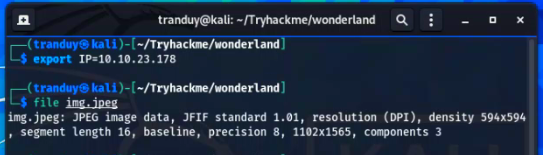 tranduy@kali: ~/Tryhackme/wonderland
(tranduy㉿kali)-[~/Tryhackme/wonderland]
$ export IP=10.10.23.178
(tranduy㉿kali)-[~/Tryhackme/wonderland]
$ file img.jpeg
img.jpeg: JPEG image data, JFIF standard 1.01, resolution (DPI), density 594x594
, segment length 16, baseline, precision 8, 1102x1565, components 3